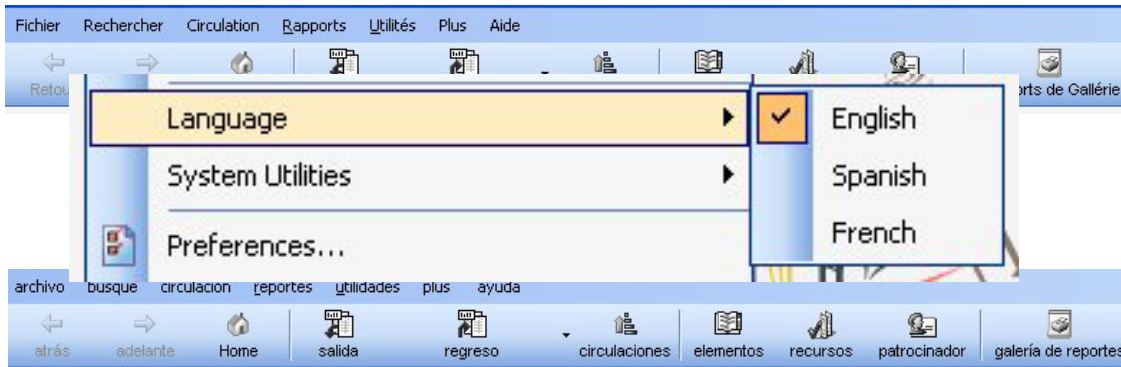 Fichier Rechercher Circulation Rapports Utilités Plus Aide
orts de Gallérie
Language
English
System Utilities
Spanish
Preferences...
French
archivo busque circulacion reportes utilidades plus ayuda
atrás adelante Home salida regreso circulaciones elementos recursos patrocinador galería de reportes